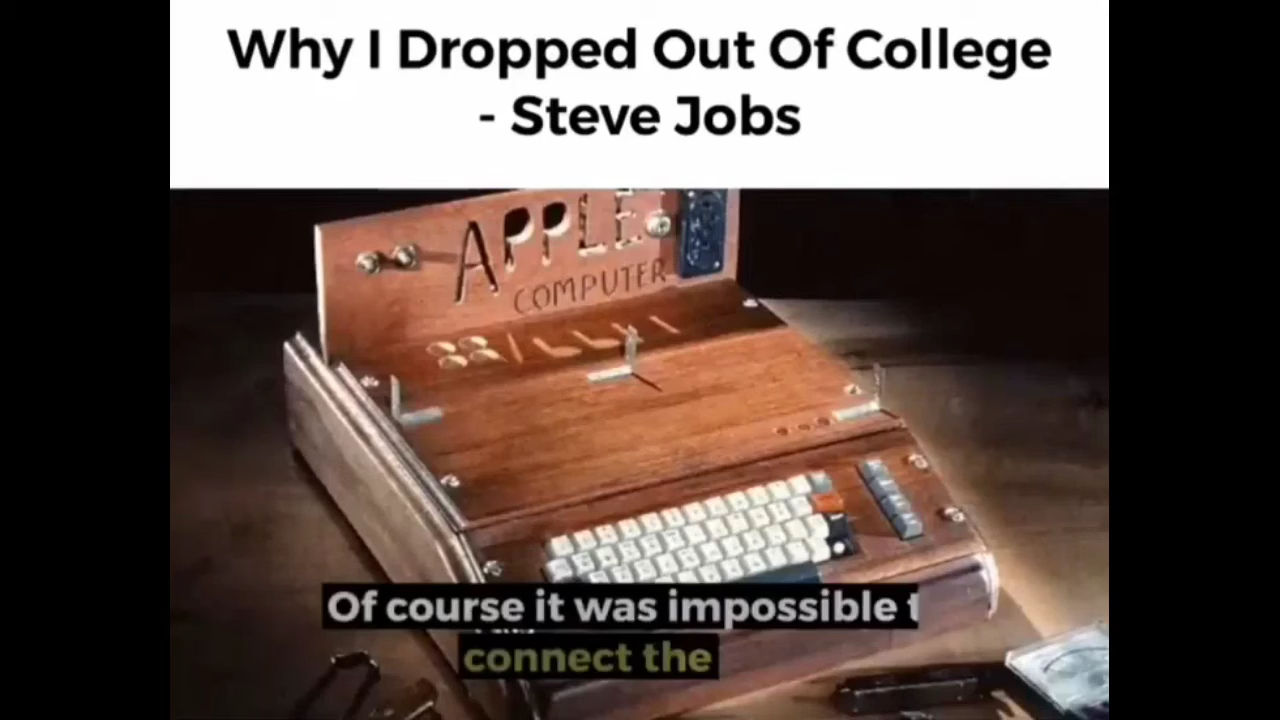 Why I Dropped Out Of College
- Steve Jobs
APPLE
COMPUTER
Of course it was impossible
connect the